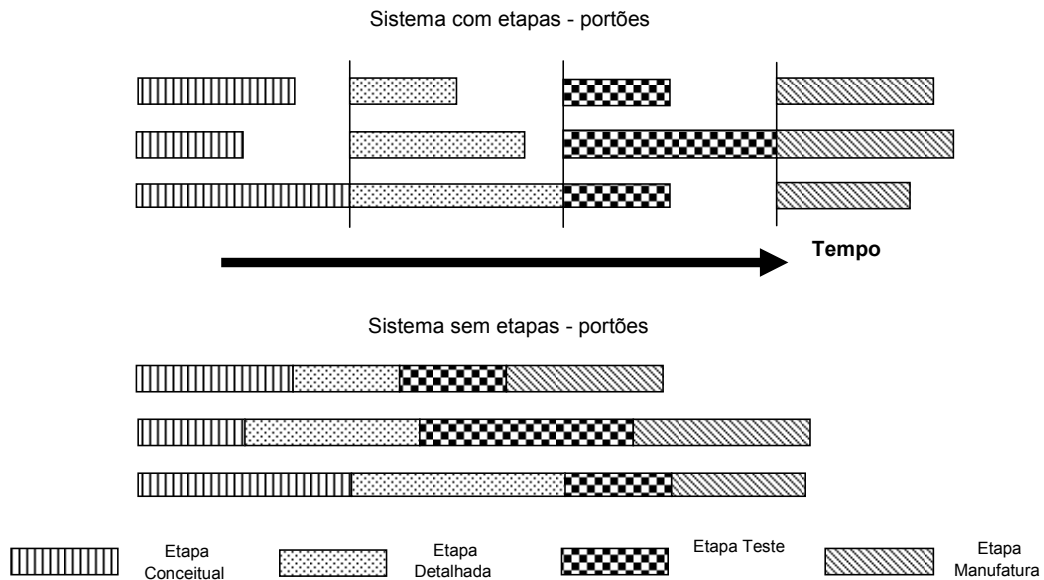 Sistema com etapas - portões
Tempo
Sistema sem etapas - portões
Etapa
Conceitual
Etapa
Detalhada
Etapa Teste
Etapa
Manufatura